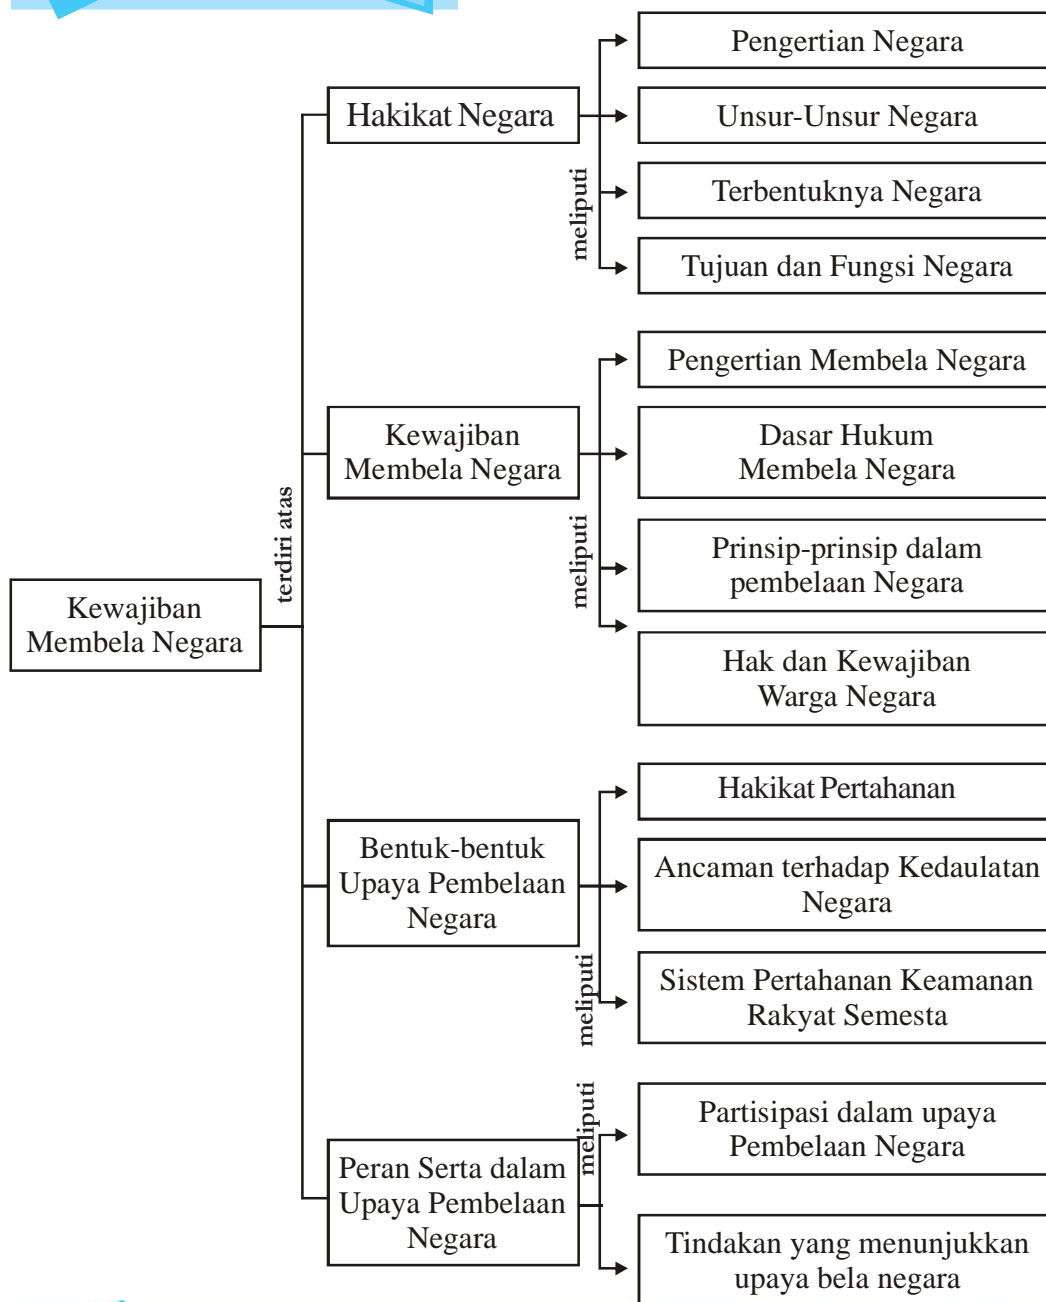 Kewajiban
Membela Negara
terdiri atas
Hakikat Negara
meliputi
Pengertian Negara
Unsur-Unsur Negara
Terbentuknya Negara
Tujuan dan Fungsi Negara
Kewajiban
Membela Negara
meliputi
Pengertian Membela Negara
Dasar Hukum
Membela Negara
Prinsip-prinsip dalam
pembelaan Negara
Hak dan Kewajiban
Warga Negara
Bentuk-bentuk
Upaya Pembelaan
Negara
meliputi
Hakikat Pertahanan
Ancaman terhadap Kedaulatan
Negara
Sistem Pertahanan Keamanan
Rakyat Semesta
Peran Serta dalam
Upaya Pembelaan
Negara
meliputi
Partisipasi dalam upaya
Pembelaan Negara
Tindakan yang menunjukkan
upaya bela negara